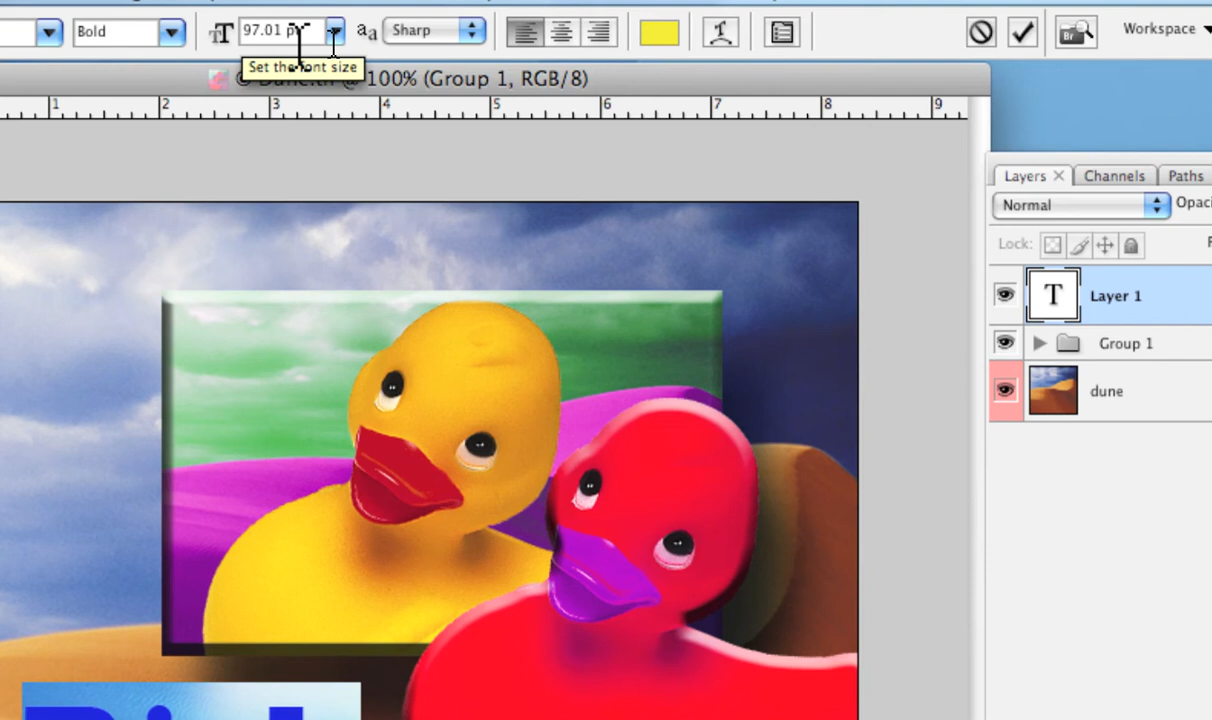 Bold 97.01 aa Sharp Workspace
Set the font size
@ 100% (Group 1, RGB/8)
1 2 3 4 5 6 7 8 9
Layers Channels Paths
Normal
Lock:
T Layer 1
Group 1
dune